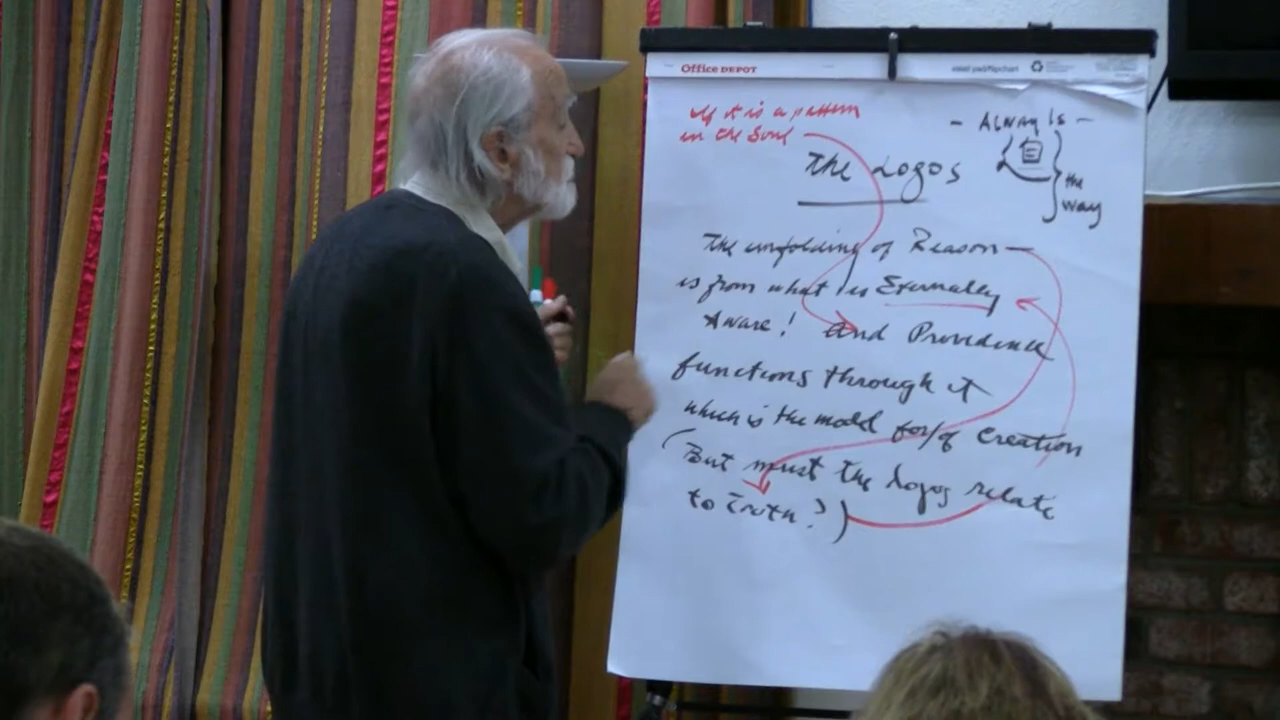 Office DEPOT
If it is a pattern
in the Soul
- ALWAY IS -
the
way
The Logos
The unfolding of Reason
is from what is Eternally
Aware! And Providence
functions through it
which is the model for/of Creation
(But must the Logos relate
to Truth?)